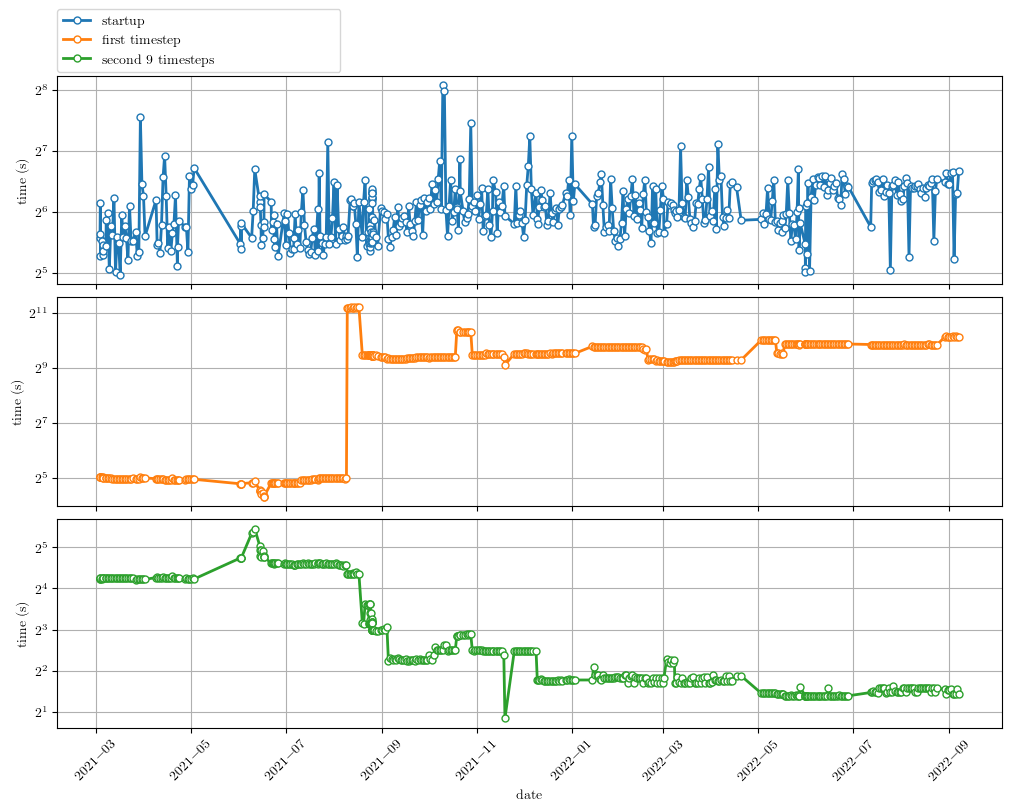 startup
first timestep
second 9 timesteps
2^8
2^7
2^6
2^5
time (s)
2^11
2^9
2^7
2^5
time (s)
2^5
2^4
2^3
2^2
2^1
time (s)
2021−03 2021−05 2021−07 2021−09 2021−11 2022−01 2022−03 2022−05 2022−07 2022−09
date